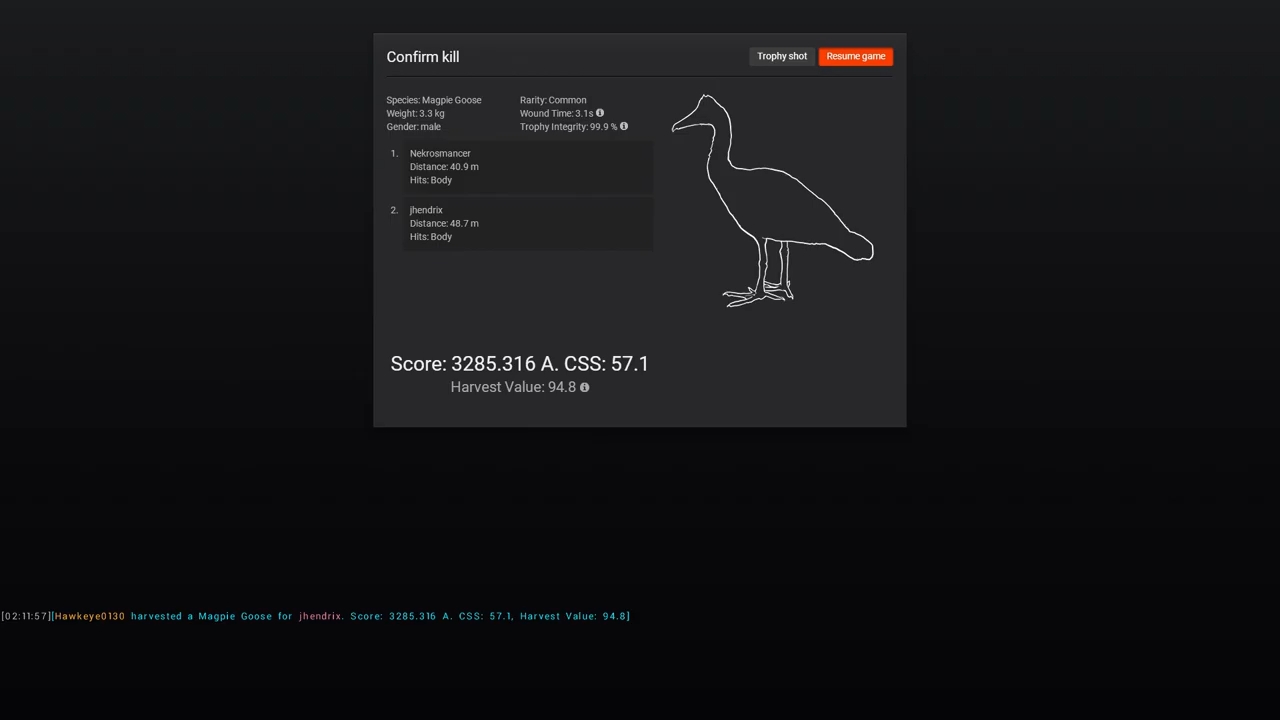 Confirm kill
Trophy shot
Resume game
Species: Magpie Goose
Weight: 3.3 kg
Gender: male
Rarity: Common
Wound Time: 3.1s
Trophy Integrity: 99.9 %
1. Nekrosmancer
Distance: 40.9 m
Hits: Body
2. jhendrix
Distance: 48.7 m
Hits: Body
Score: 3285.316 A. CSS: 57.1
Harvest Value: 94.8
[02:11:57][Hawkeye0130 harvested a Magpie Goose for jhendrix. Score: 3285.316 A. CSS: 57.1, Harvest Value: 94.8]